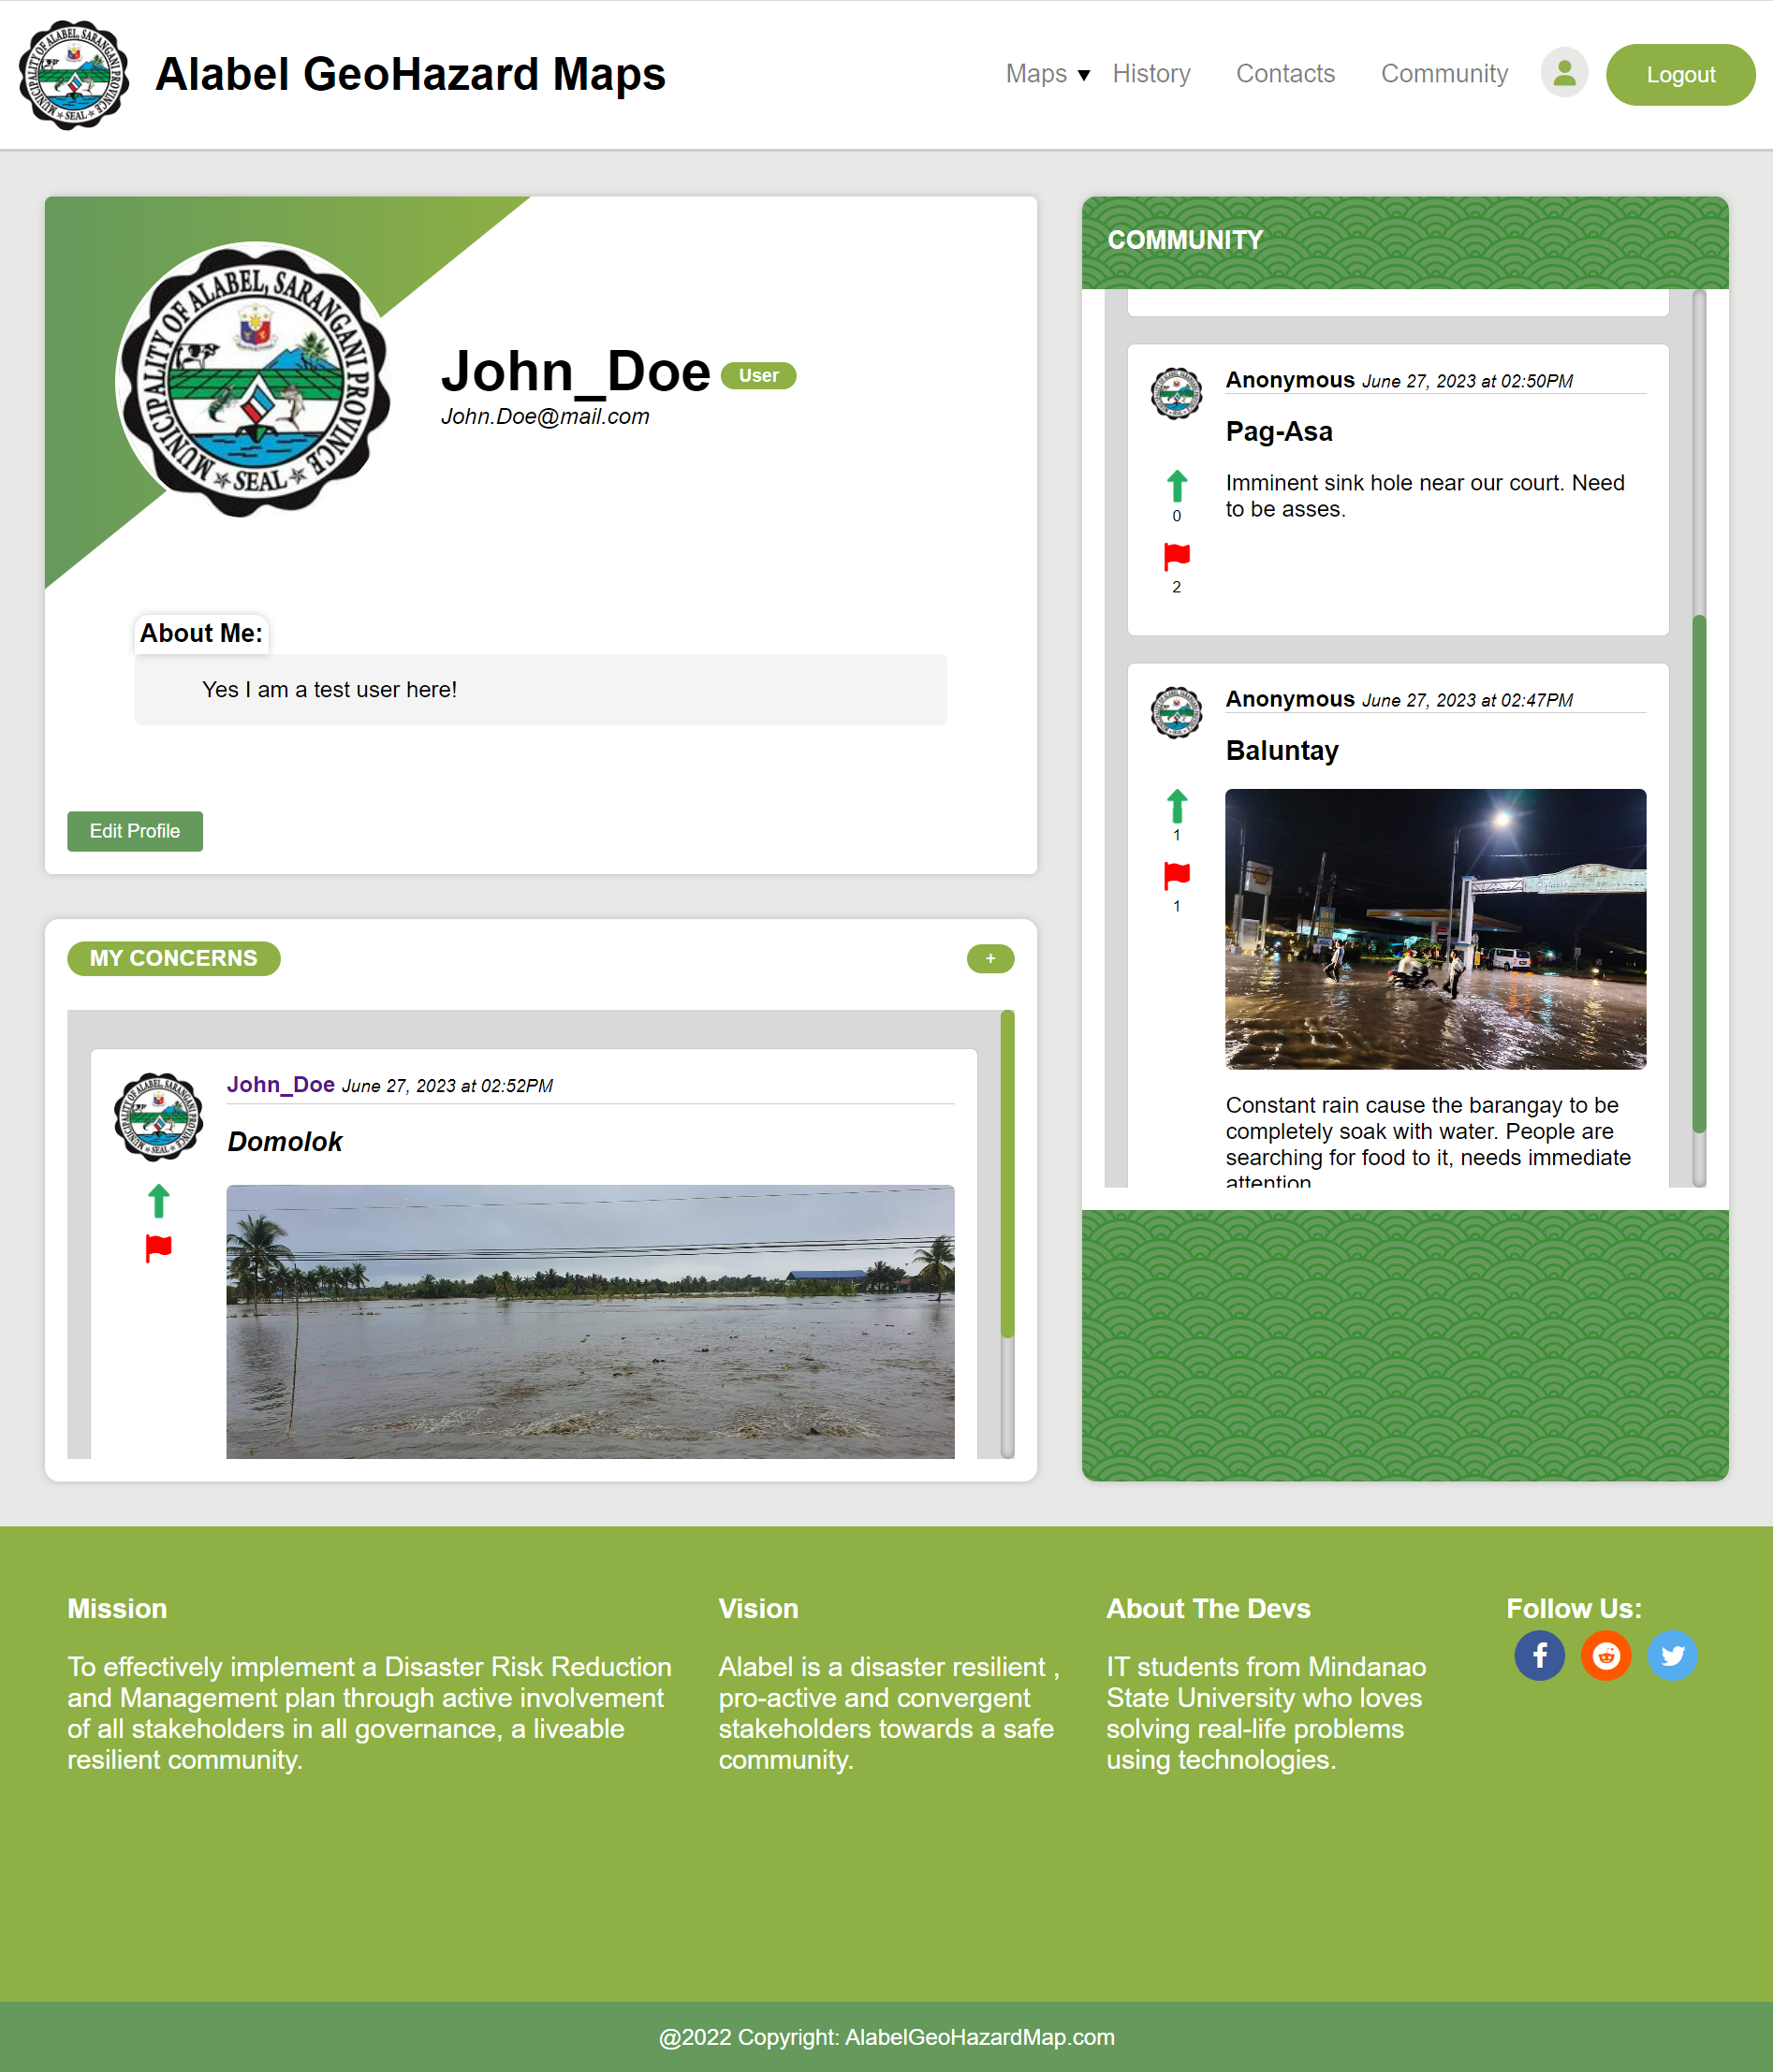 MUNICIPALITY OF ALABEL, SARANGANI PROVINCE
SEAL
Alabel GeoHazard Maps
Maps ▼ History Contacts Community Logout
MUNICIPALITY OF ALABEL, SARANGANI PROVINCE
SEAL
John_Doe User
John.Doe@mail.com
About Me:
Yes I am a test user here!
Edit Profile
MY CONCERNS +
MUNICIPALITY OF ALABEL, SARANGANI PROVINCE
SEAL
John_Doe June 27, 2023 at 02:52PM
Domolok
COMMUNITY
Anonymous June 27, 2023 at 02:50PM
Pag-Asa
Imminent sink hole near our court. Need
to be asses.
0
2
Anonymous June 27, 2023 at 02:47PM
Baluntay
1
1
Constant rain cause the barangay to be
completely soak with water. People are
searching for food to it, needs immediate
attention
Mission
To effectively implement a Disaster Risk Reduction
and Management plan through active involvement
of all stakeholders in all governance, a liveable
resilient community.
Vision
Alabel is a disaster resilient ,
pro-active and convergent
stakeholders towards a safe
community.
About The Devs
IT students from Mindanao
State University who loves
solving real-life problems
using technologies.
Follow Us:
@2022 Copyright: AlabelGeoHazardMap.com